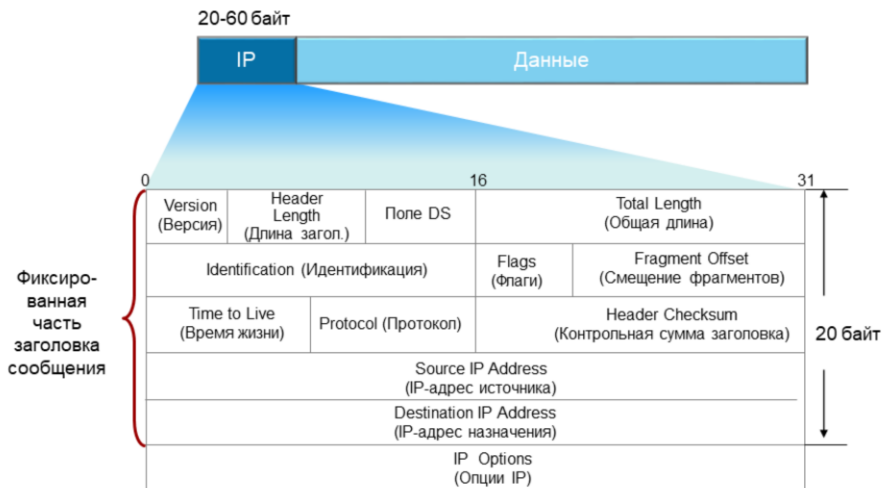 20-60 байт
IP
Данные
0
16
31
Version
(Версия)
Header
Length
(Длина загол.)
Поле DS
Total Length
(Общая длина)
Identification (Идентификация)
Flags
(Флаги)
Fragment Offset
(Смещение фрагментов)
Time to Live
(Время жизни)
Protocol (Протокол)
Header Checksum
(Контрольная сумма заголовка)
Source IP Address
(IP-адрес источника)
Destination IP Address
(IP-адрес назначения)
IP Options
(Опции IP)
Фиксиро-
ванная
часть
заголовка
сообщения
20 байт